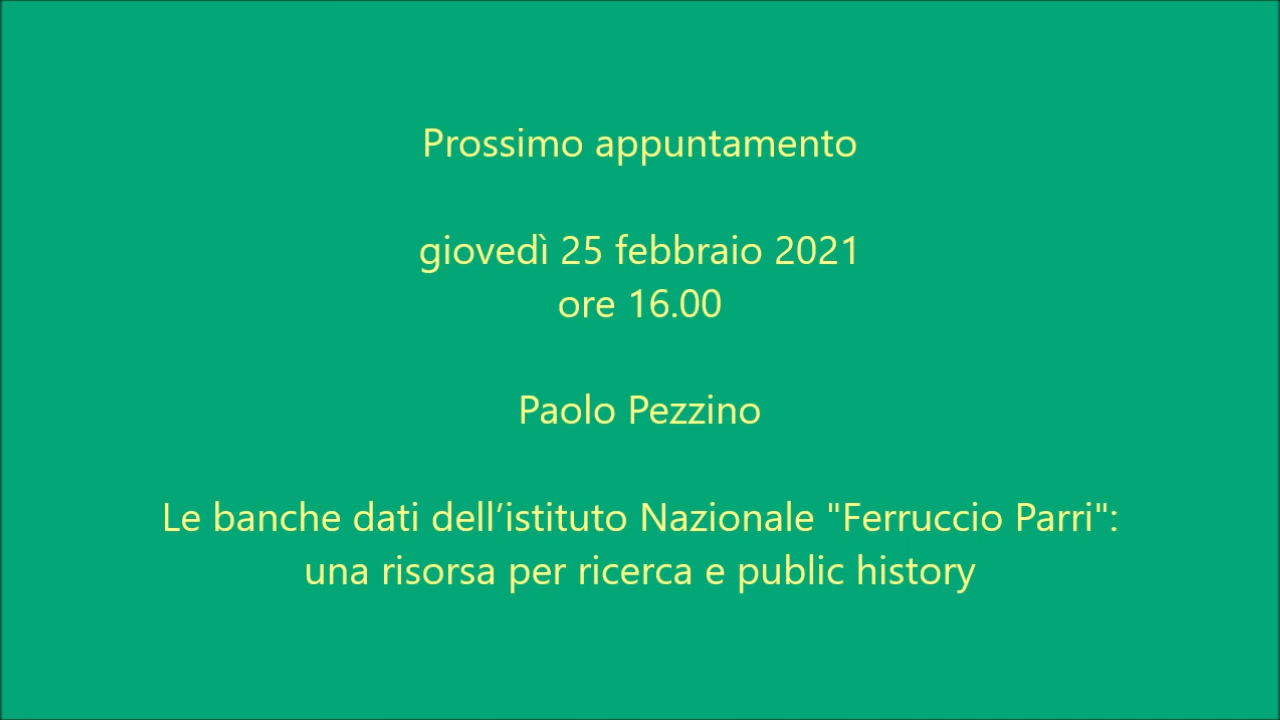 Prossimo appuntamento
giovedì 25 febbraio 2021
ore 16.00
Paolo Pezzino
Le banche dati dell’istituto Nazionale "Ferruccio Parri":
una risorsa per ricerca e public history